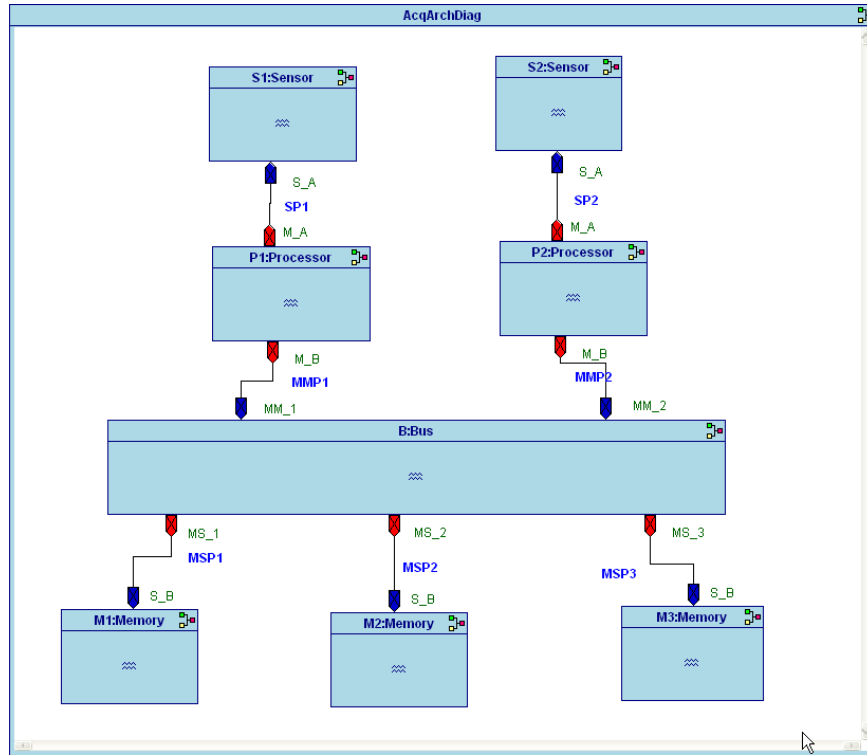 AcqArchDiag
S1:Sensor
S2:Sensor
S_A
S_A
SP1
SP2
M_A
M_A
P1:Processor
P2:Processor
M_B
M_B
MMP1
MMP2
MM_1
MM_2
B:Bus
MS_1
MS_2
MS_3
MSP1
MSP2
MSP3
S_B
S_B
S_B
M1:Memory
M2:Memory
M3:Memory